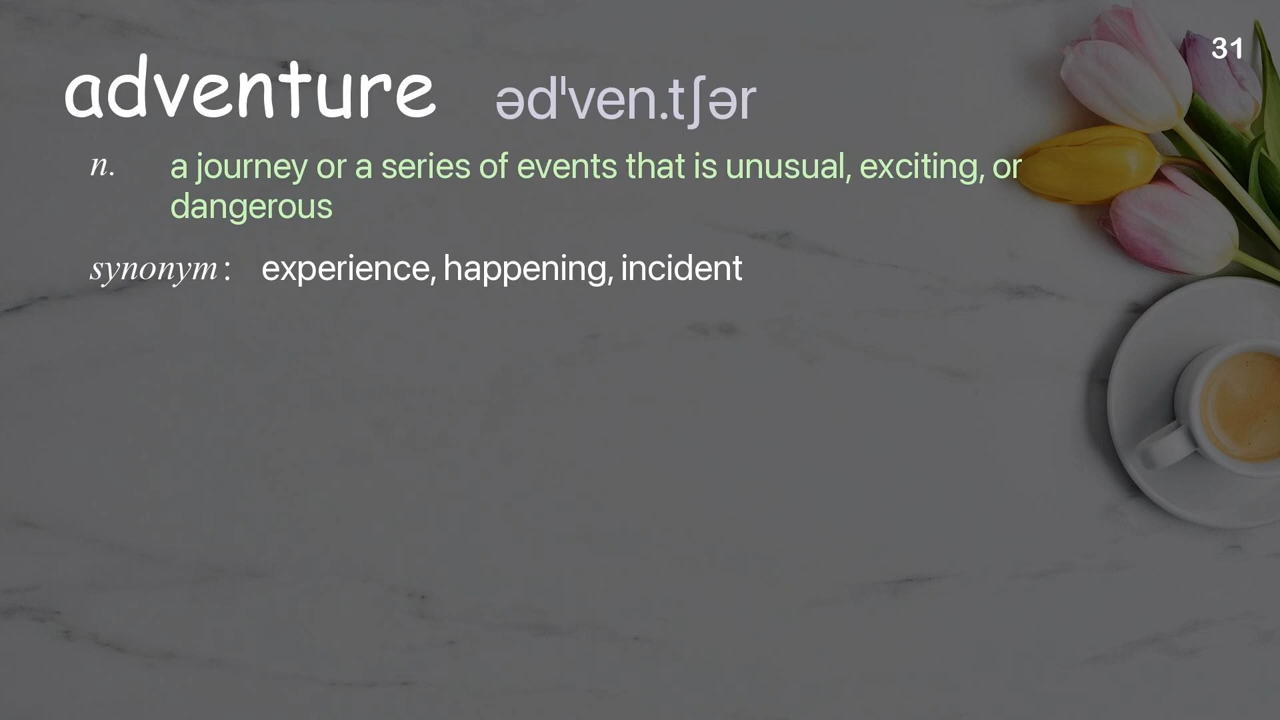 31
adventure ədˈven.tʃər
n. a journey or a series of events that is unusual, exciting, or
dangerous
synonym: experience, happening, incident